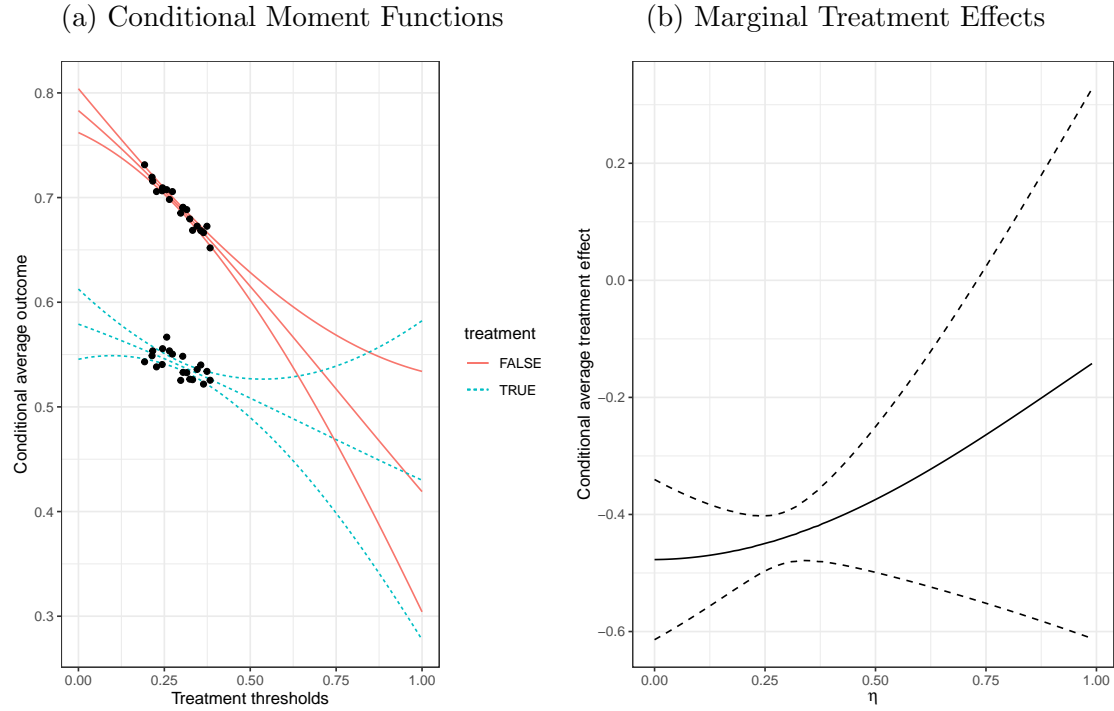 (a) Conditional Moment Functions
(b) Marginal Treatment Effects
Conditional average outcome
0.8
0.7
0.6
0.5
0.4
0.3
0.00
0.25
0.50
0.75
1.00
Treatment thresholds
treatment
FALSE
TRUE
Conditional average treatment effect
0.2
0.0
−0.2
−0.4
−0.6
0.00
0.25
0.50
0.75
1.00
η